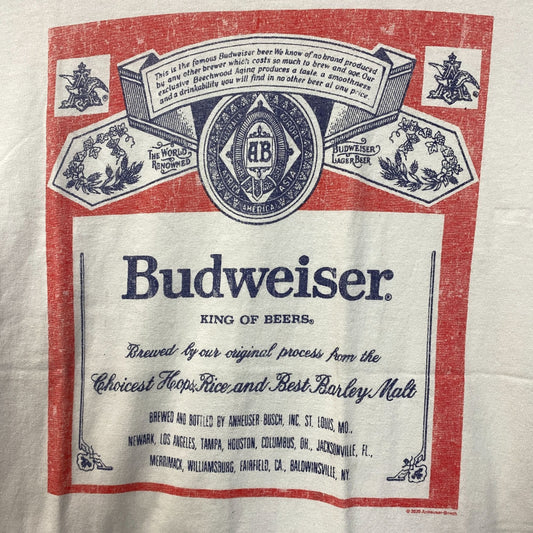 This is the famous Budweiser beer. We know of no brand produced
by any other brewer which costs so much to brew and age. Our
exclusive Beechwood Aging produces a taste, a smoothness
and a drinkability you will find in no other beer at any price.
THE WORLD
RENOWNED
AB
BUDWEISER
LAGER BEER
AMERICA
ASIA
Budweiser®
KING OF BEERS®
Brewed by our original process from the
Choicest Hops, Rice and Best Barley Malt
BREWED AND BOTTLED BY ANHEUSER-BUSCH, INC. ST. LOUIS, MO.,
NEWARK, LOS ANGELES, TAMPA, HOUSTON, COLUMBUS, OH., JACKSONVILLE, FL.,
MERRIMACK, WILLIAMSBURG, FAIRFIELD, CA., BALDWINSVILLE, NY.
Anheuser-Busch